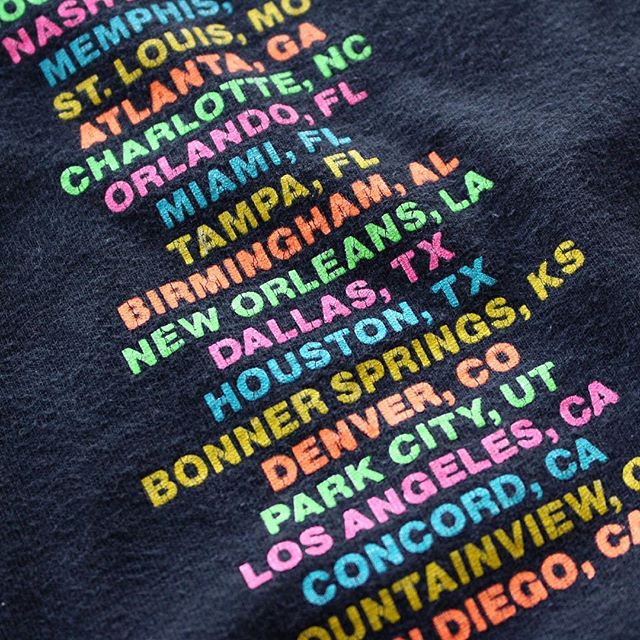 NASH
MEMPHIS,
ST. LOUIS, MO
ATLANTA, GA
CHARLOTTE, NC
ORLANDO, FL
MIAMI, FL
TAMPA, FL
BIRMINGHAM, AL
NEW ORLEANS, LA
DALLAS, TX
HOUSTON, TX
BONNER SPRINGS, KS
DENVER, CO
PARK CITY, UT
LOS ANGELES, CA
CONCORD, CA
OUNTAINVIEW, C
N DIEGO, CA